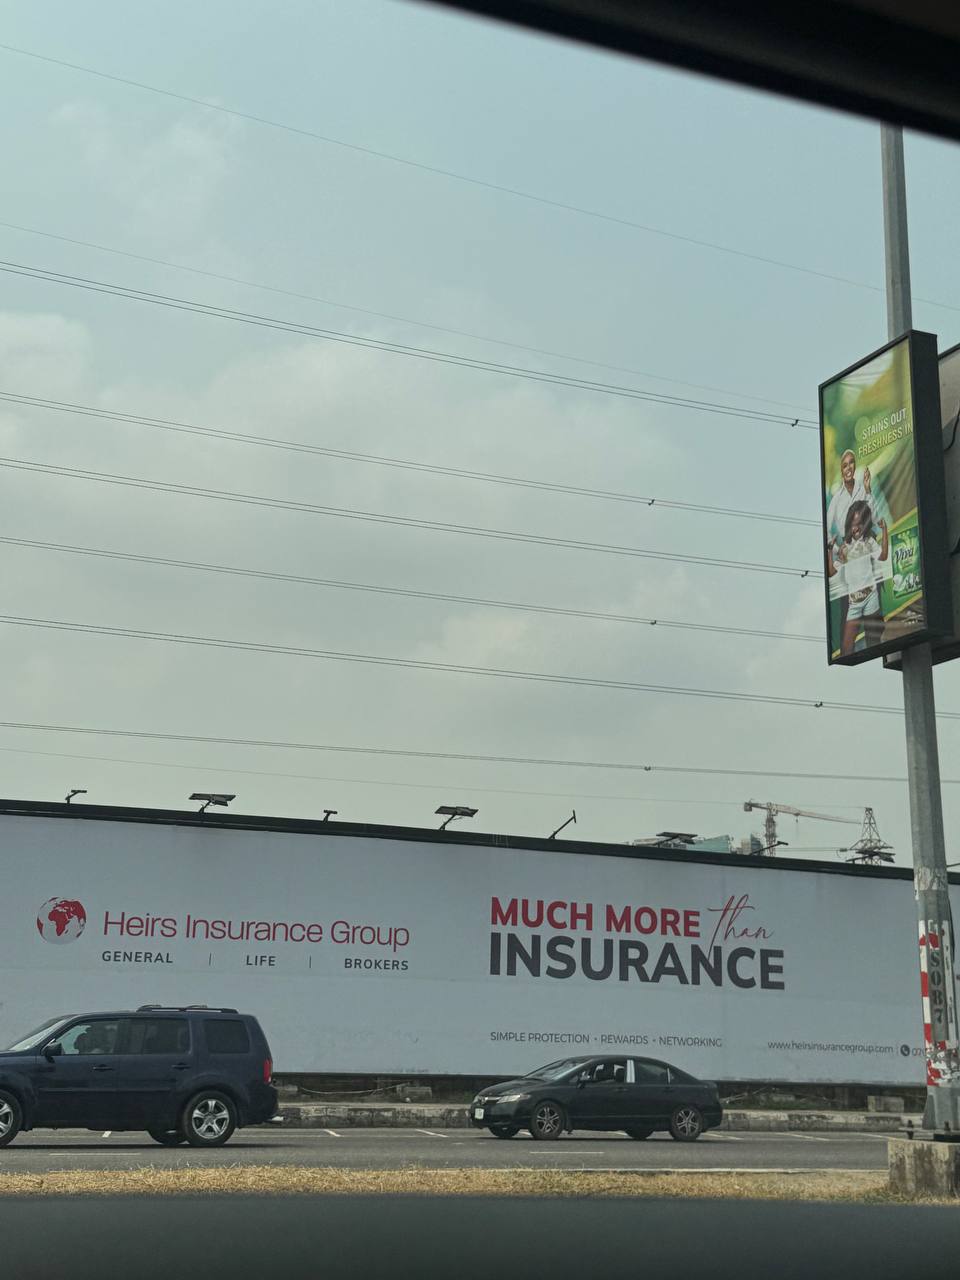 STAINS OUT,
FRESHNESS IN
Viva
Heirs Insurance Group
GENERAL | LIFE | BROKERS
MUCH MORE than
INSURANCE
SIMPLE PROTECTION • REWARDS • NETWORKING
www.heirsinsurancegroup.com |